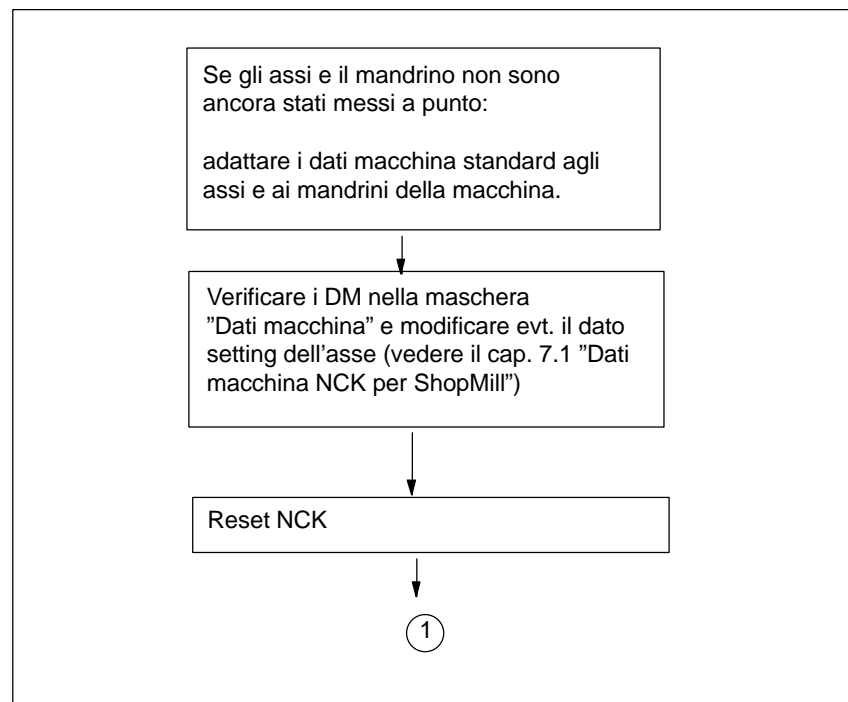 Se gli assi e il mandrino non sono
ancora stati messi a punto:
adattare i dati macchina standard agli
assi e ai mandrini della macchina.
Verificare i DM nella maschera
”Dati macchina” e modificare evt. il dato
setting dell’asse (vedere il cap. 7.1 ”Dati
macchina NCK per ShopMill”)
Reset NCK
1